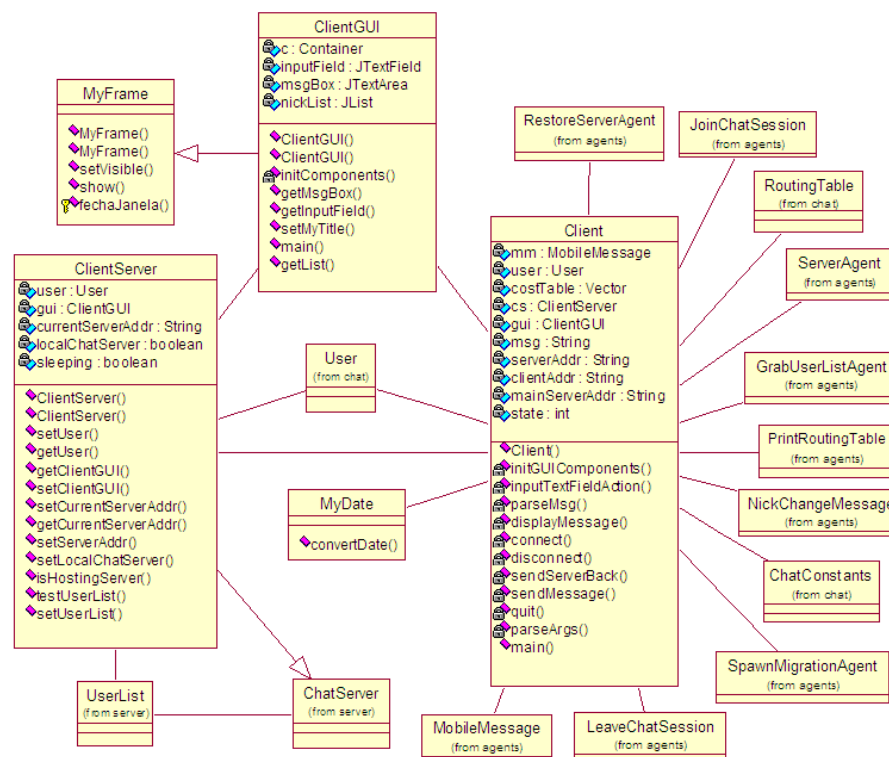 ClientGUI
c : Container
inputField : JTextField
msgBox : JTextArea
nickList : JList
ClientGUI()
ClientGUI()
initComponents()
getMsgBox()
getInputField()
setMyTitle()
main()
getList()
MyFrame
MyFrame()
MyFrame()
setVisible()
show()
fechaJanela()
RestoreServerAgent
(from agents)
JoinChatSession
(from agents)
RoutingTable
(from chat)
ServerAgent
(from agents)
GrabUserListAgent
(from agents)
PrintRoutingTable
(from agents)
NickChangeMessage
(from agents)
ChatConstants
(from chat)
SpawnMigrationAgent
(from agents)
LeaveChatSession
(from agents)
MobileMessage
(from agents)
Client
mm : MobileMessage
user : User
costTable : Vector
cs : ClientServer
gui : ClientGUI
msg : String
serverAddr : String
clientAddr : String
mainServerAddr : String
state : int
Client()
initGUIComponents()
inputTextFieldAction()
parseMsg()
displayMessage()
connect()
disconnect()
sendServerBack()
sendMessage()
quit()
parseArgs()
main()
ClientServer
user : User
gui : ClientGUI
currentServerAddr : String
localChatServer : boolean
sleeping : boolean
ClientServer()
ClientServer()
setUser()
getUser()
getClientGUI()
setClientGUI()
setCurrentServerAddr()
getCurrentServerAddr()
setServerAddr()
setLocalChatServer()
isHostingServer()
testUserList()
setUserList()
User
(from chat)
MyDate
convertDate()
UserList
(from server)
ChatServer
(from server)